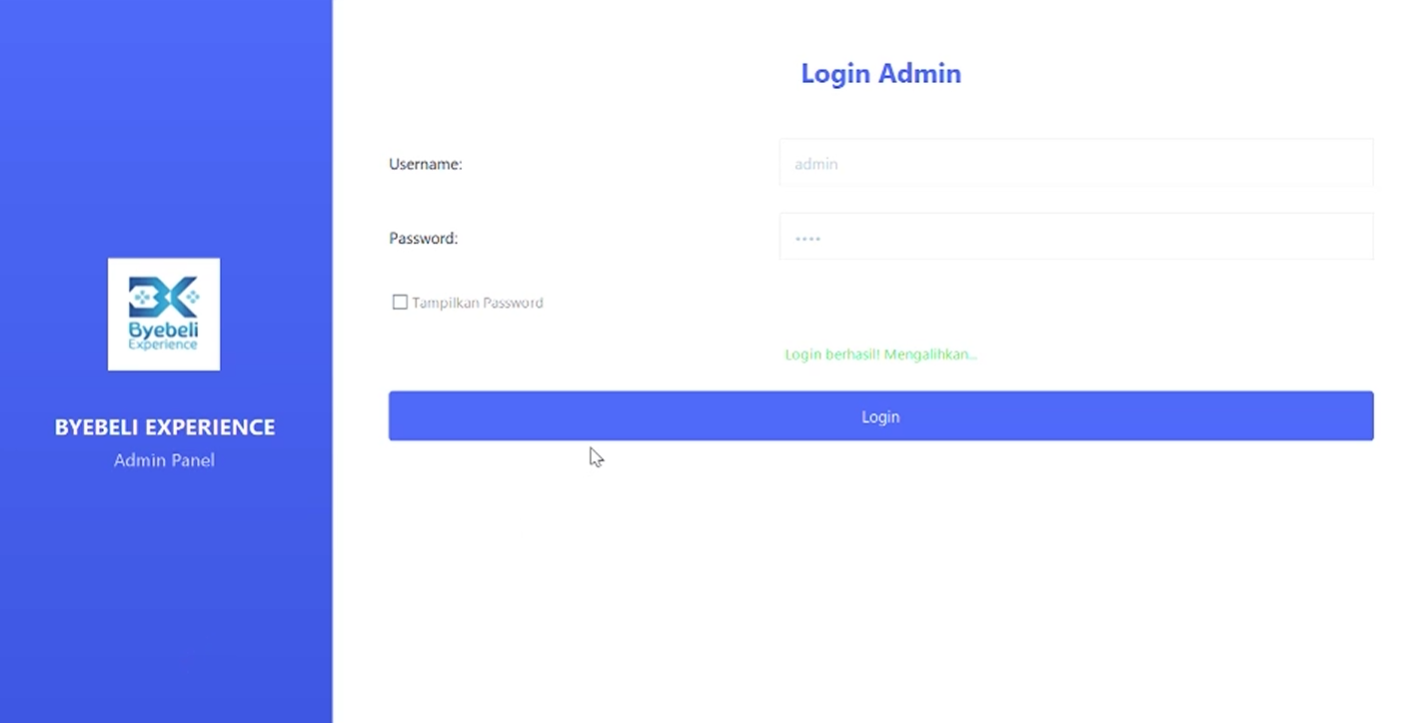 Login Admin
Username:
admin
Password:
••••
Tampilkan Password
Login berhasil! Mengalihkan...
Login
Byebeli
Experience
BYEBELI EXPERIENCE
Admin Panel